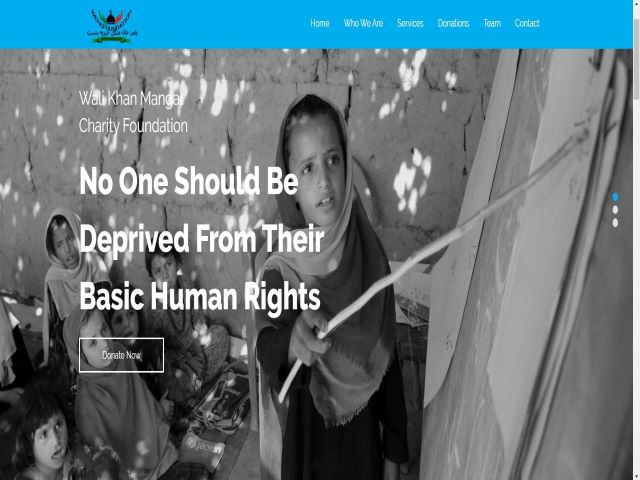 Home Who We Are Services Donations Team Contact
Wali Khan Mangal
Charity Foundation
No One Should Be
Deprived From Their
Basic Human Rights
Donate Now
unicef